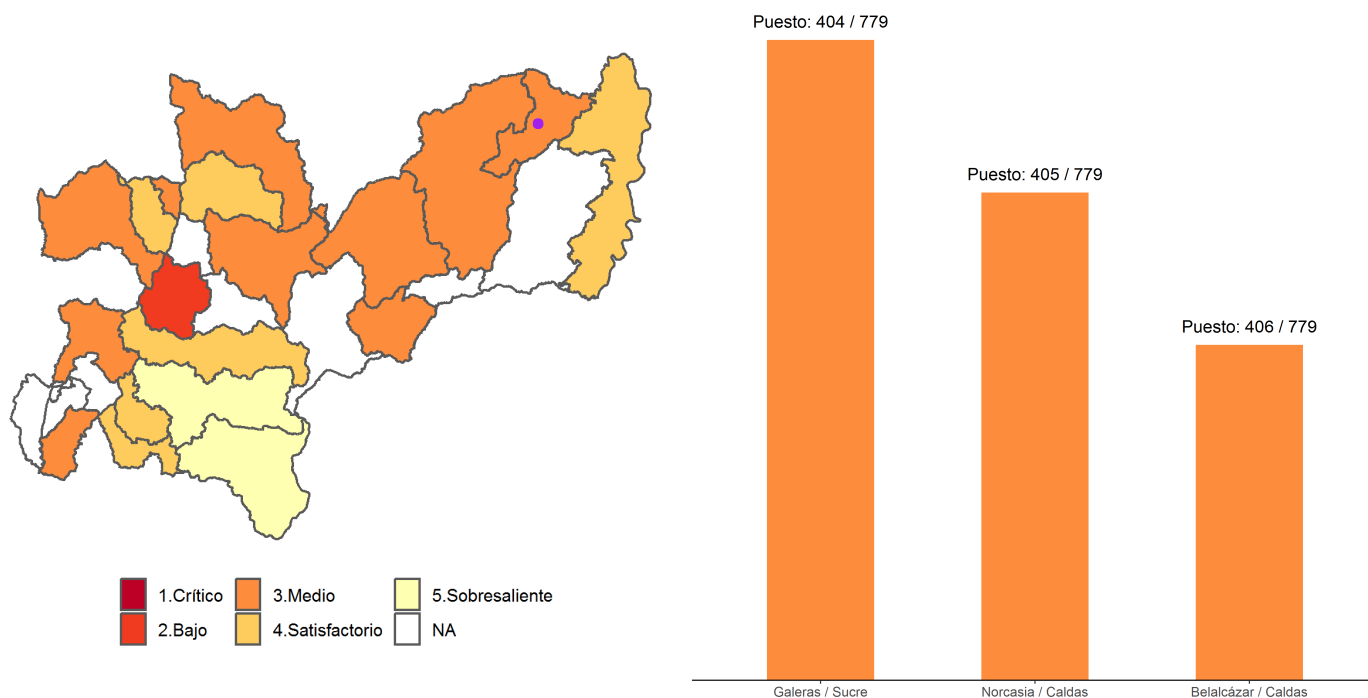 Puesto: 404 / 779
Puesto: 405 / 779
Puesto: 406 / 779
1.Crítico
3.Medio
5.Sobresaliente
2.Bajo
4.Satisfactorio
NA
Galeras / Sucre
Norcasia / Caldas
Belalcázar / Caldas